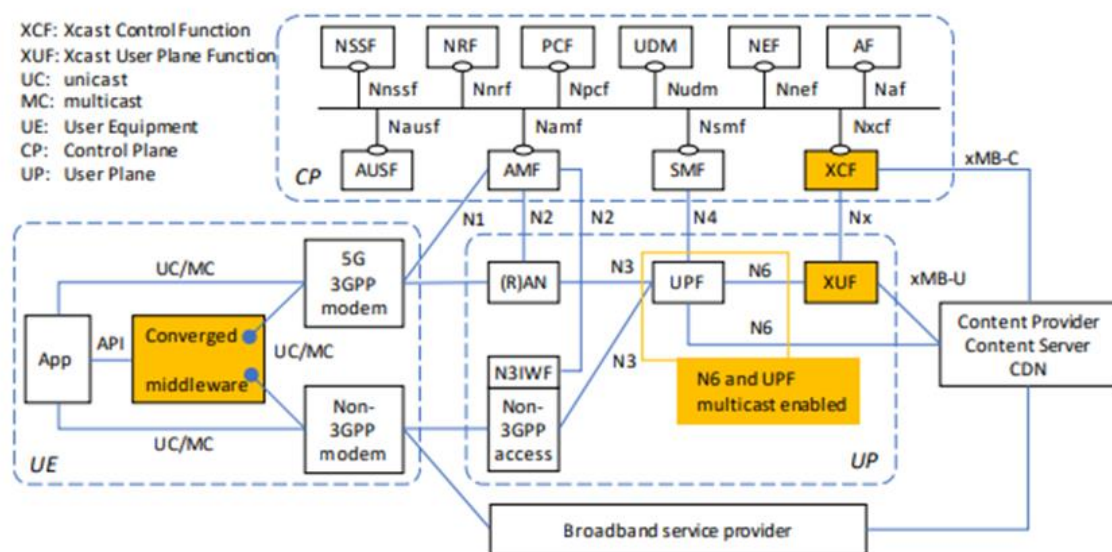 XCF: Xcast Control Function
XUF: Xcast User Plane Function
UC: unicast
MC: multicast
UE: User Equipment
CP: Control Plane
UP: User Plane
NSSF
NRF
PCF
UDM
NEF
AF
Nnssf
Nnrf
Npcf
Nudm
Nnef
Naf
Nausf
Namf
Nsmf
Nxcf
CP
AUSF
AMF
SMF
XCF
xMB-C
N1
N2
N2
N4
Nx
UC/MC
5G
3GPP
modem
(R)AN
N3
UPF
N6
XUF
xMB-U
App
API
Converged
middleware
UC/MC
N3
N6
Content Provider
Content Server
CDN
N3IWF
Non-
3GPP
access
N6 and UPF
multicast enabled
UC/MC
Non-
3GPP
modem
UE
UP
Broadband service provider